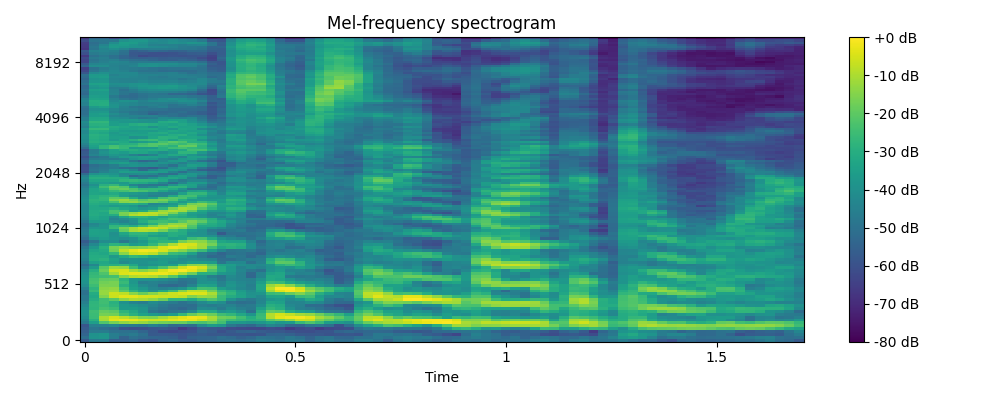 Mel-frequency spectrogram
Hz
8192
4096
2048
1024
512
0
0 0.5 1 1.5
Time
+0 dB
-10 dB
-20 dB
-30 dB
-40 dB
-50 dB
-60 dB
-70 dB
-80 dB